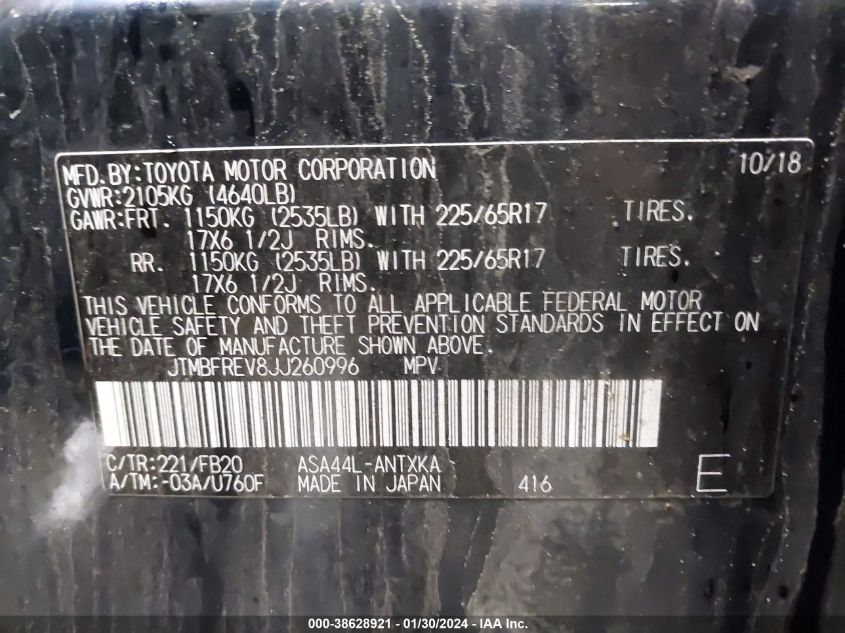 MFD.BY:TOYOTA MOTOR CORPORATION 10/18
GVWR:2105KG (4640LB)
GAWR:FRT. 1150KG (2535LB) WITH 225/65R17 TIRES.
17X6 1/2J RIMS.
RR. 1150KG (2535LB) WITH 225/65R17 TIRES.
17X6 1/2J RIMS.
THIS VEHICLE CONFORMS TO ALL APPLICABLE FEDERAL MOTOR
VEHICLE SAFETY AND THEFT PREVENTION STANDARDS IN EFFECT ON
THE DATE OF MANUFACTURE SHOWN ABOVE.
JTMBFREV8JJ260996 MPV
C/TR:221/FB20 ASA44L-ANTXKA
A/TM:-03A/U760F MADE IN JAPAN 416 E
000-38628921 - 01/30/2024 - IAA Inc.